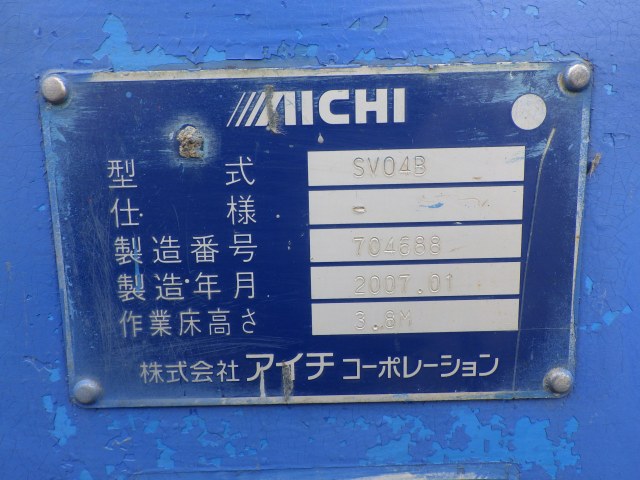 AICHI
型式 SV04B
仕様
製造番号 704688
製造年月 2007.01
作業床高さ 3.8M
株式会社アイチコーポレーション